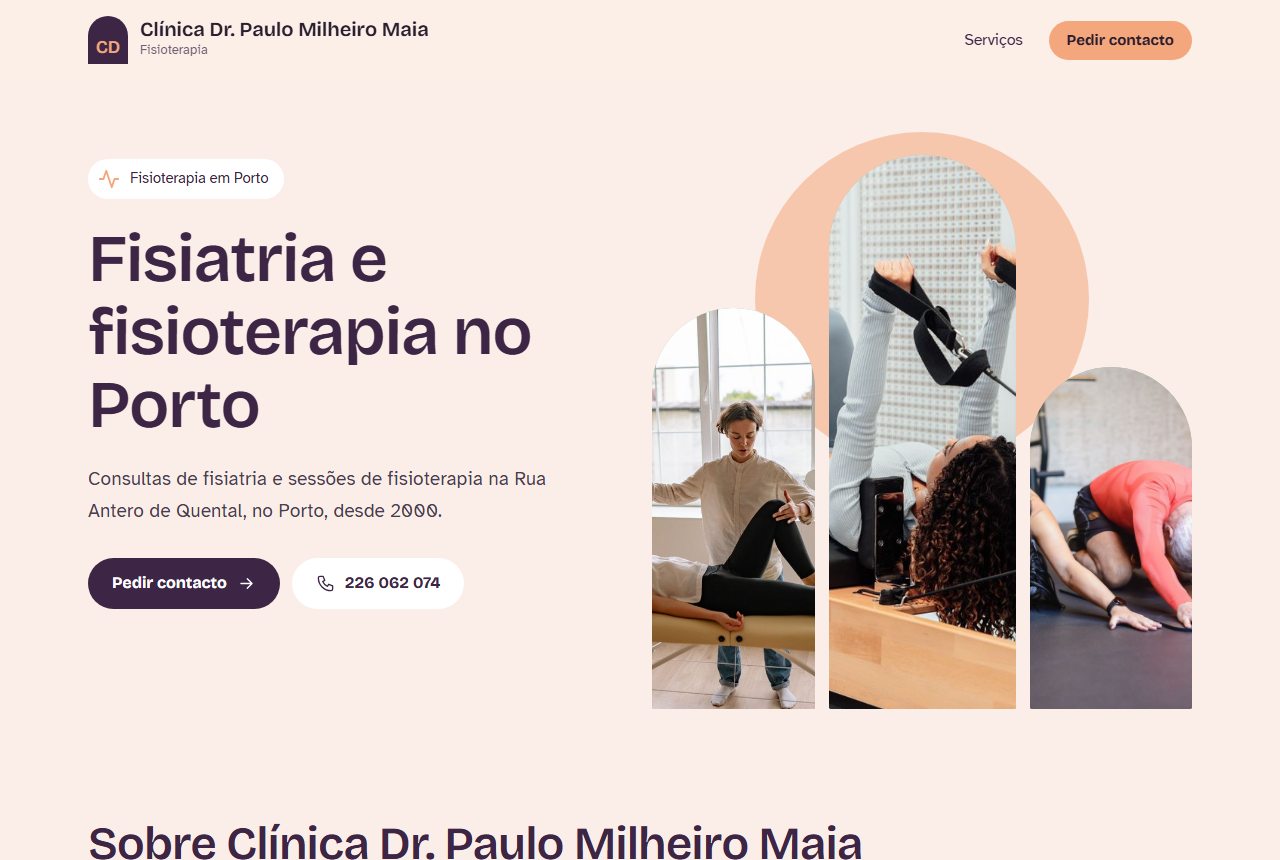 CD
Clínica Dr. Paulo Milheiro Maia
Fisioterapia
Serviços
Pedir contacto
Fisioterapia em Porto
Fisiatria e
fisioterapia no
Porto
Consultas de fisiatria e sessões de fisioterapia na Rua
Antero de Quental, no Porto, desde 2000.
Pedir contacto
226 062 074
Sobre Clínica Dr. Paulo Milheiro Maia